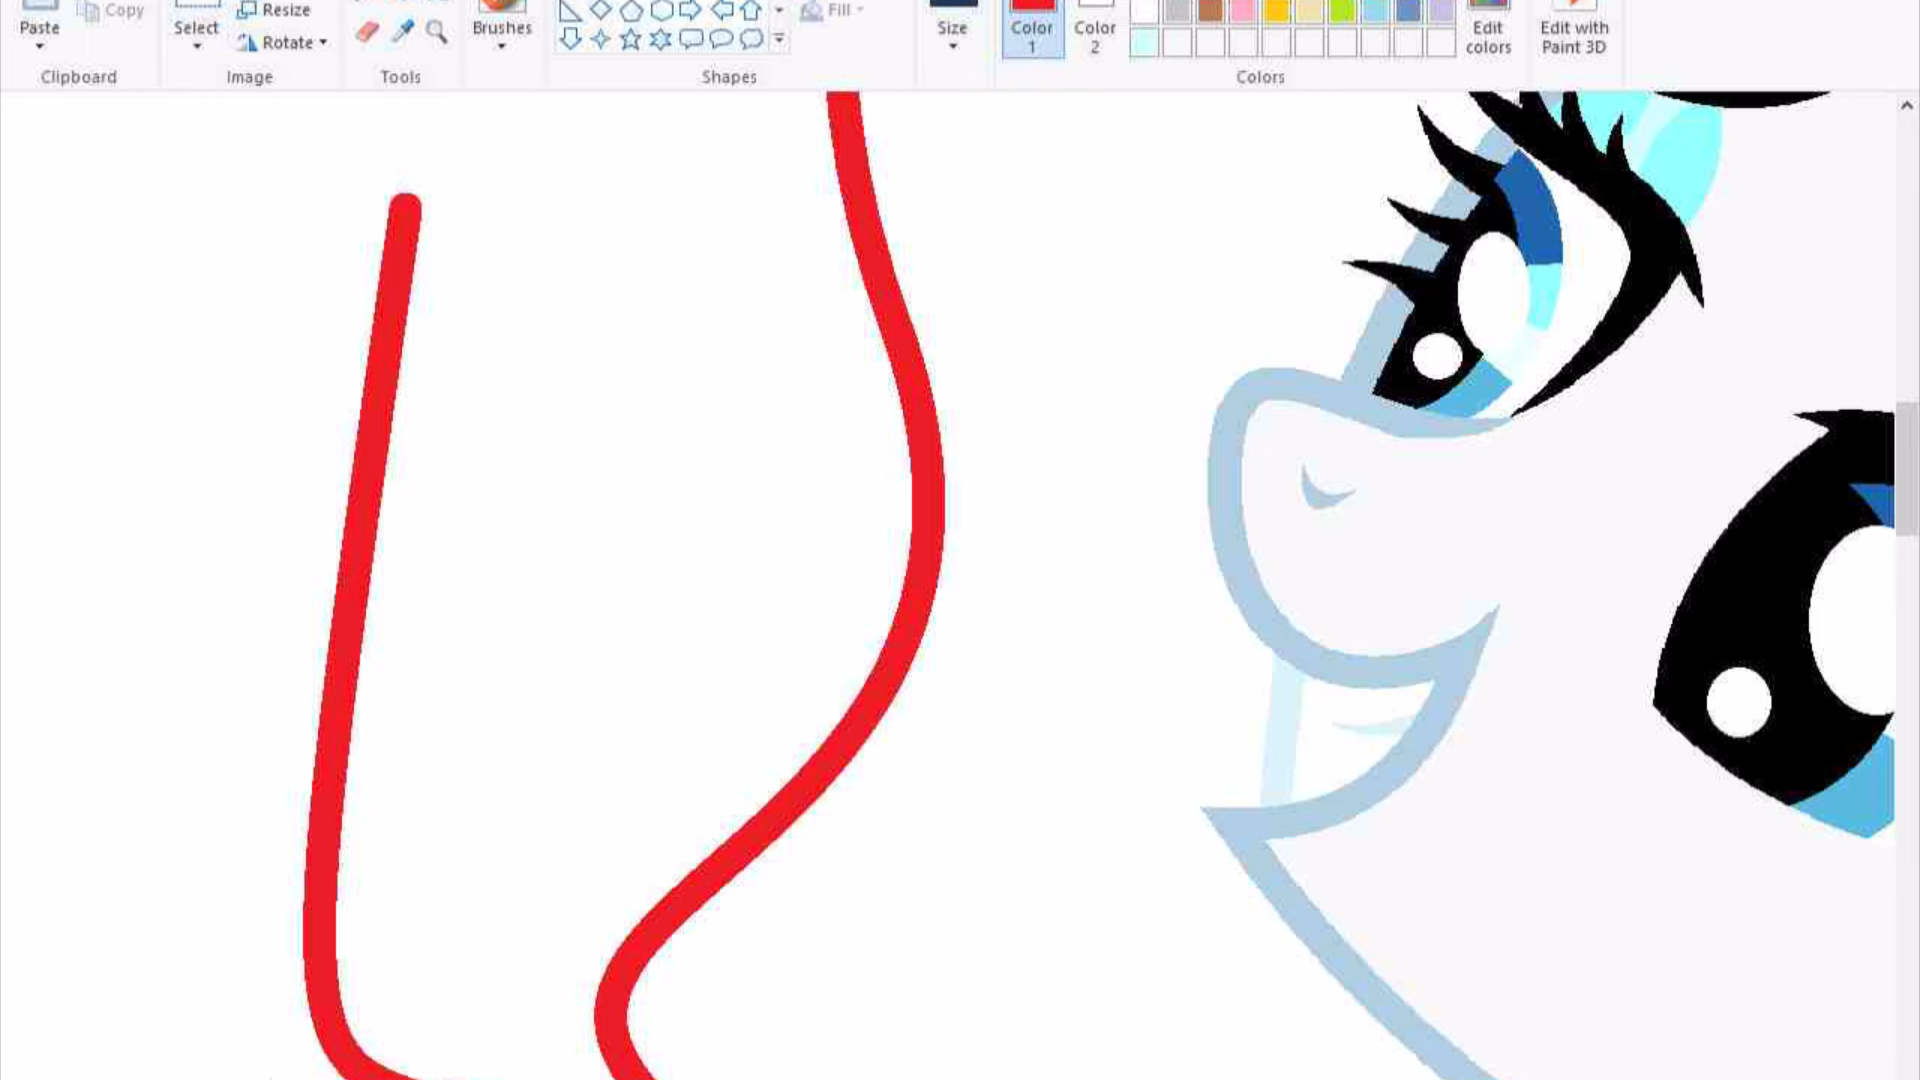 Paste
Copy
Clipboard
Select
Resize
Rotate
Image
Tools
Brushes
Shapes
Fill
Size
Color
1
Color
2
Colors
Edit
colors
Edit with
Paint 3D